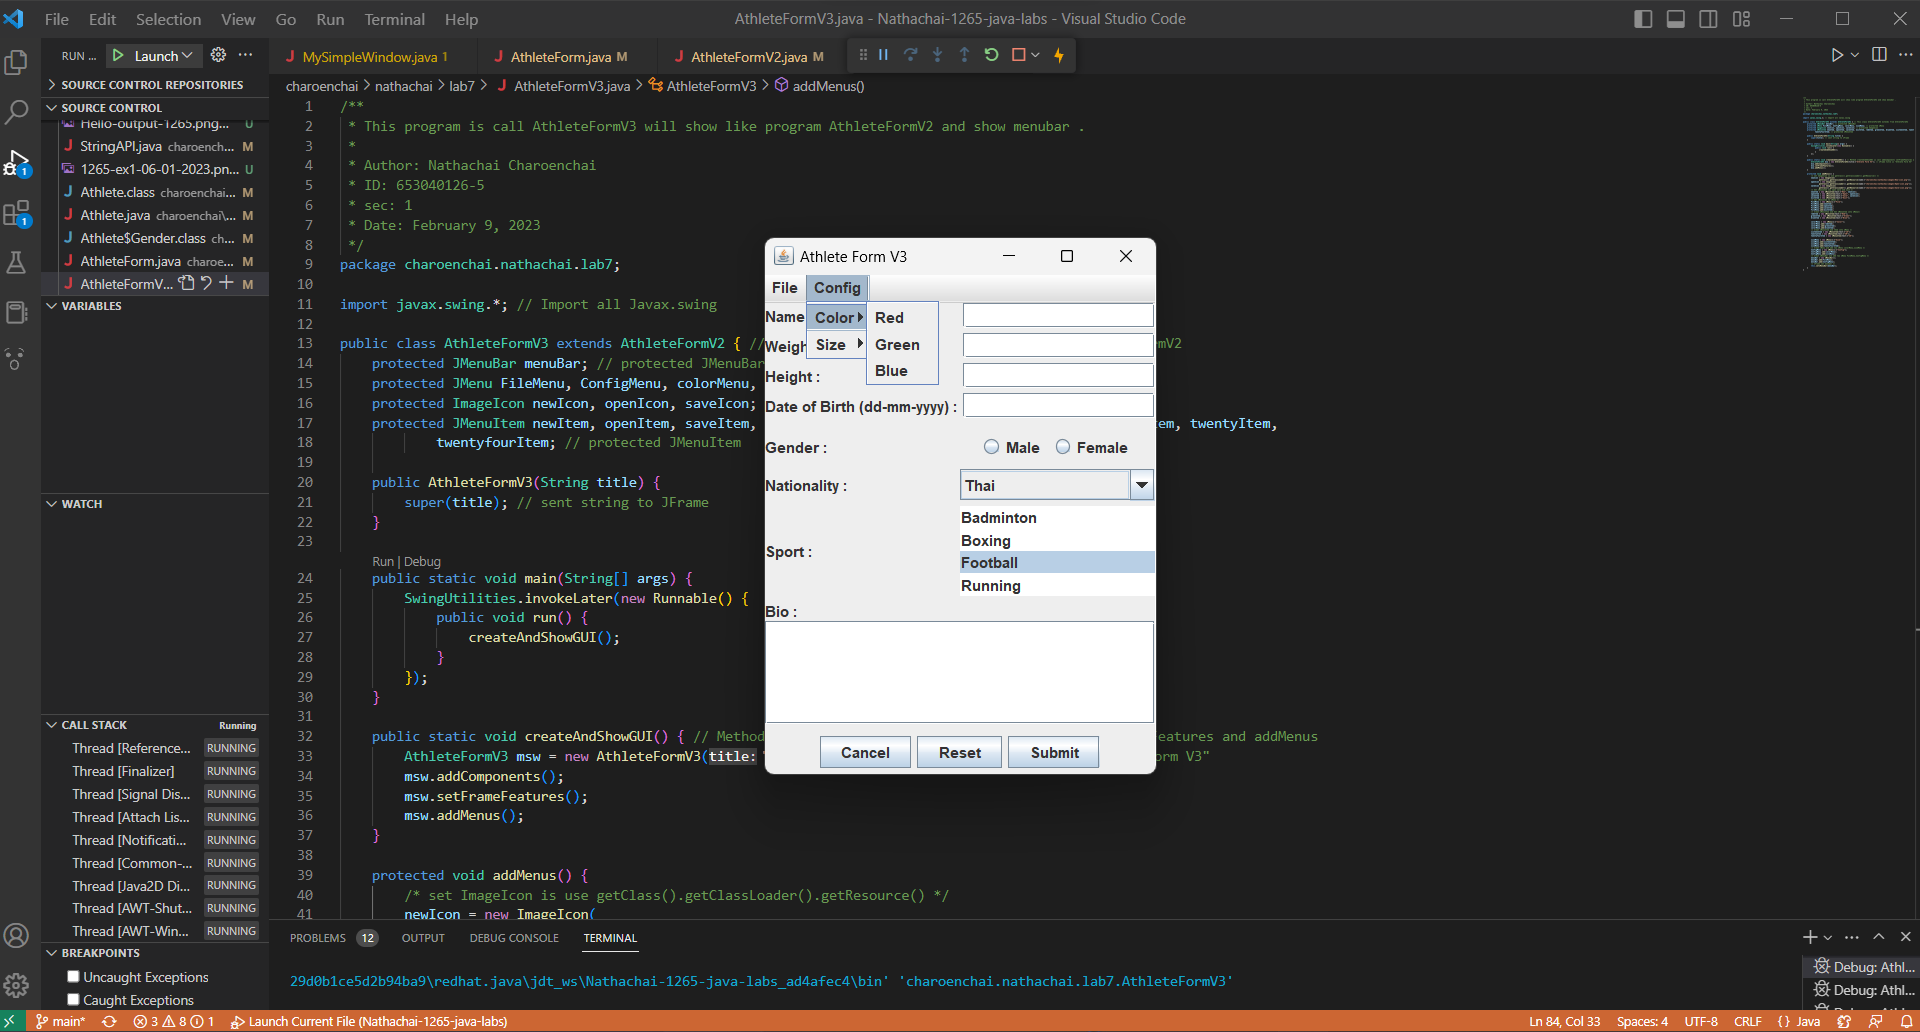 File Edit Selection View Go Run Terminal Help
AthleteFormV3.java - Nathachai-1265-java-labs - Visual Studio Code
RUN ... Launch
MySimpleWindow.java 1
AthleteForm.java M
AthleteFormV2.java M
SOURCE CONTROL REPOSITORIES
SOURCE CONTROL
Hello-output-1265.png... U
StringAPI.java charoench... M
1265-ex1-06-01-2023.pn... U
Athlete.class charoenchai... M
Athlete.java charoenchai\... M
Athlete$Gender.class ch... M
AthleteForm.java charoe... M
AthleteFormV... M
VARIABLES
WATCH
CALL STACK Running
Thread [Reference... RUNNING
Thread [Finalizer] RUNNING
Thread [Signal Dis... RUNNING
Thread [Attach Lis... RUNNING
Thread [Notificati... RUNNING
Thread [Common-... RUNNING
Thread [Java2D Di... RUNNING
Thread [AWT-Shut... RUNNING
Thread [AWT-Win... RUNNING
BREAKPOINTS
Uncaught Exceptions
Caught Exceptions
charoenchai > nathachai > lab7 > AthleteFormV3.java > AthleteFormV3 > addMenus()
1 /**
2 * This program is call AthleteFormV3 will show like program AthleteFormV2 and show menubar .
3 *
4 * Author: Nathachai Charoenchai
5 * ID: 653040126-5
6 * sec: 1
7 * Date: February 9, 2023
8 */
9 package charoenchai.nathachai.lab7;
10
11 import javax.swing.*; // Import all Javax.swing
12
13 public class AthleteFormV3 extends AthleteFormV2 { // V2
14 protected JMenuBar menuBar; // protected JMenuBar
15 protected JMenu FileMenu, ConfigMenu, colorMenu,
16 protected ImageIcon newIcon, openIcon, saveIcon;
17 protected JMenuItem newItem, openItem, saveItem, em, twentyItem,
18 twentyfourItem; // protected JMenuItem
19
20 public AthleteFormV3(String title) {
21 super(title); // sent string to JFrame
22 }
23
Run | Debug
24 public static void main(String[] args) {
25 SwingUtilities.invokeLater(new Runnable() {
26 public void run() {
27 createAndShowGUI();
28 }
29 });
30 }
31
32 public static void createAndShowGUI() { // Method eatures and addMenus
33 AthleteFormV3 msw = new AthleteFormV3(title: " rm V3"
34 msw.addComponents();
35 msw.setFrameFeatures();
36 msw.addMenus();
37 }
38
39 protected void addMenus() {
40 /* set ImageIcon is use getClass().getClassLoader().getResource() */
41 newIcon = new ImageIcon(
Athlete Form V3
File Config
Name
Color Red
Weigh
Size Green
Blue
Height :
Date of Birth (dd-mm-yyyy) :
Gender : Male Female
Nationality : Thai
Sport :
Badminton
Boxing
Football
Running
Bio :
Cancel Reset Submit
PROBLEMS 12 OUTPUT DEBUG CONSOLE TERMINAL
29d0b1ce5d2b94ba9\redhat.java\jdt_ws\Nathachai-1265-java-labs_ad4afec4\bin' 'charoenchai.nathachai.lab7.AthleteFormV3'
Debug: Athl...
Debug: Athl...
main* 3 8 1 Launch Current File (Nathachai-1265-java-labs)
Ln 84, Col 33 Spaces: 4 UTF-8 CRLF {} Java